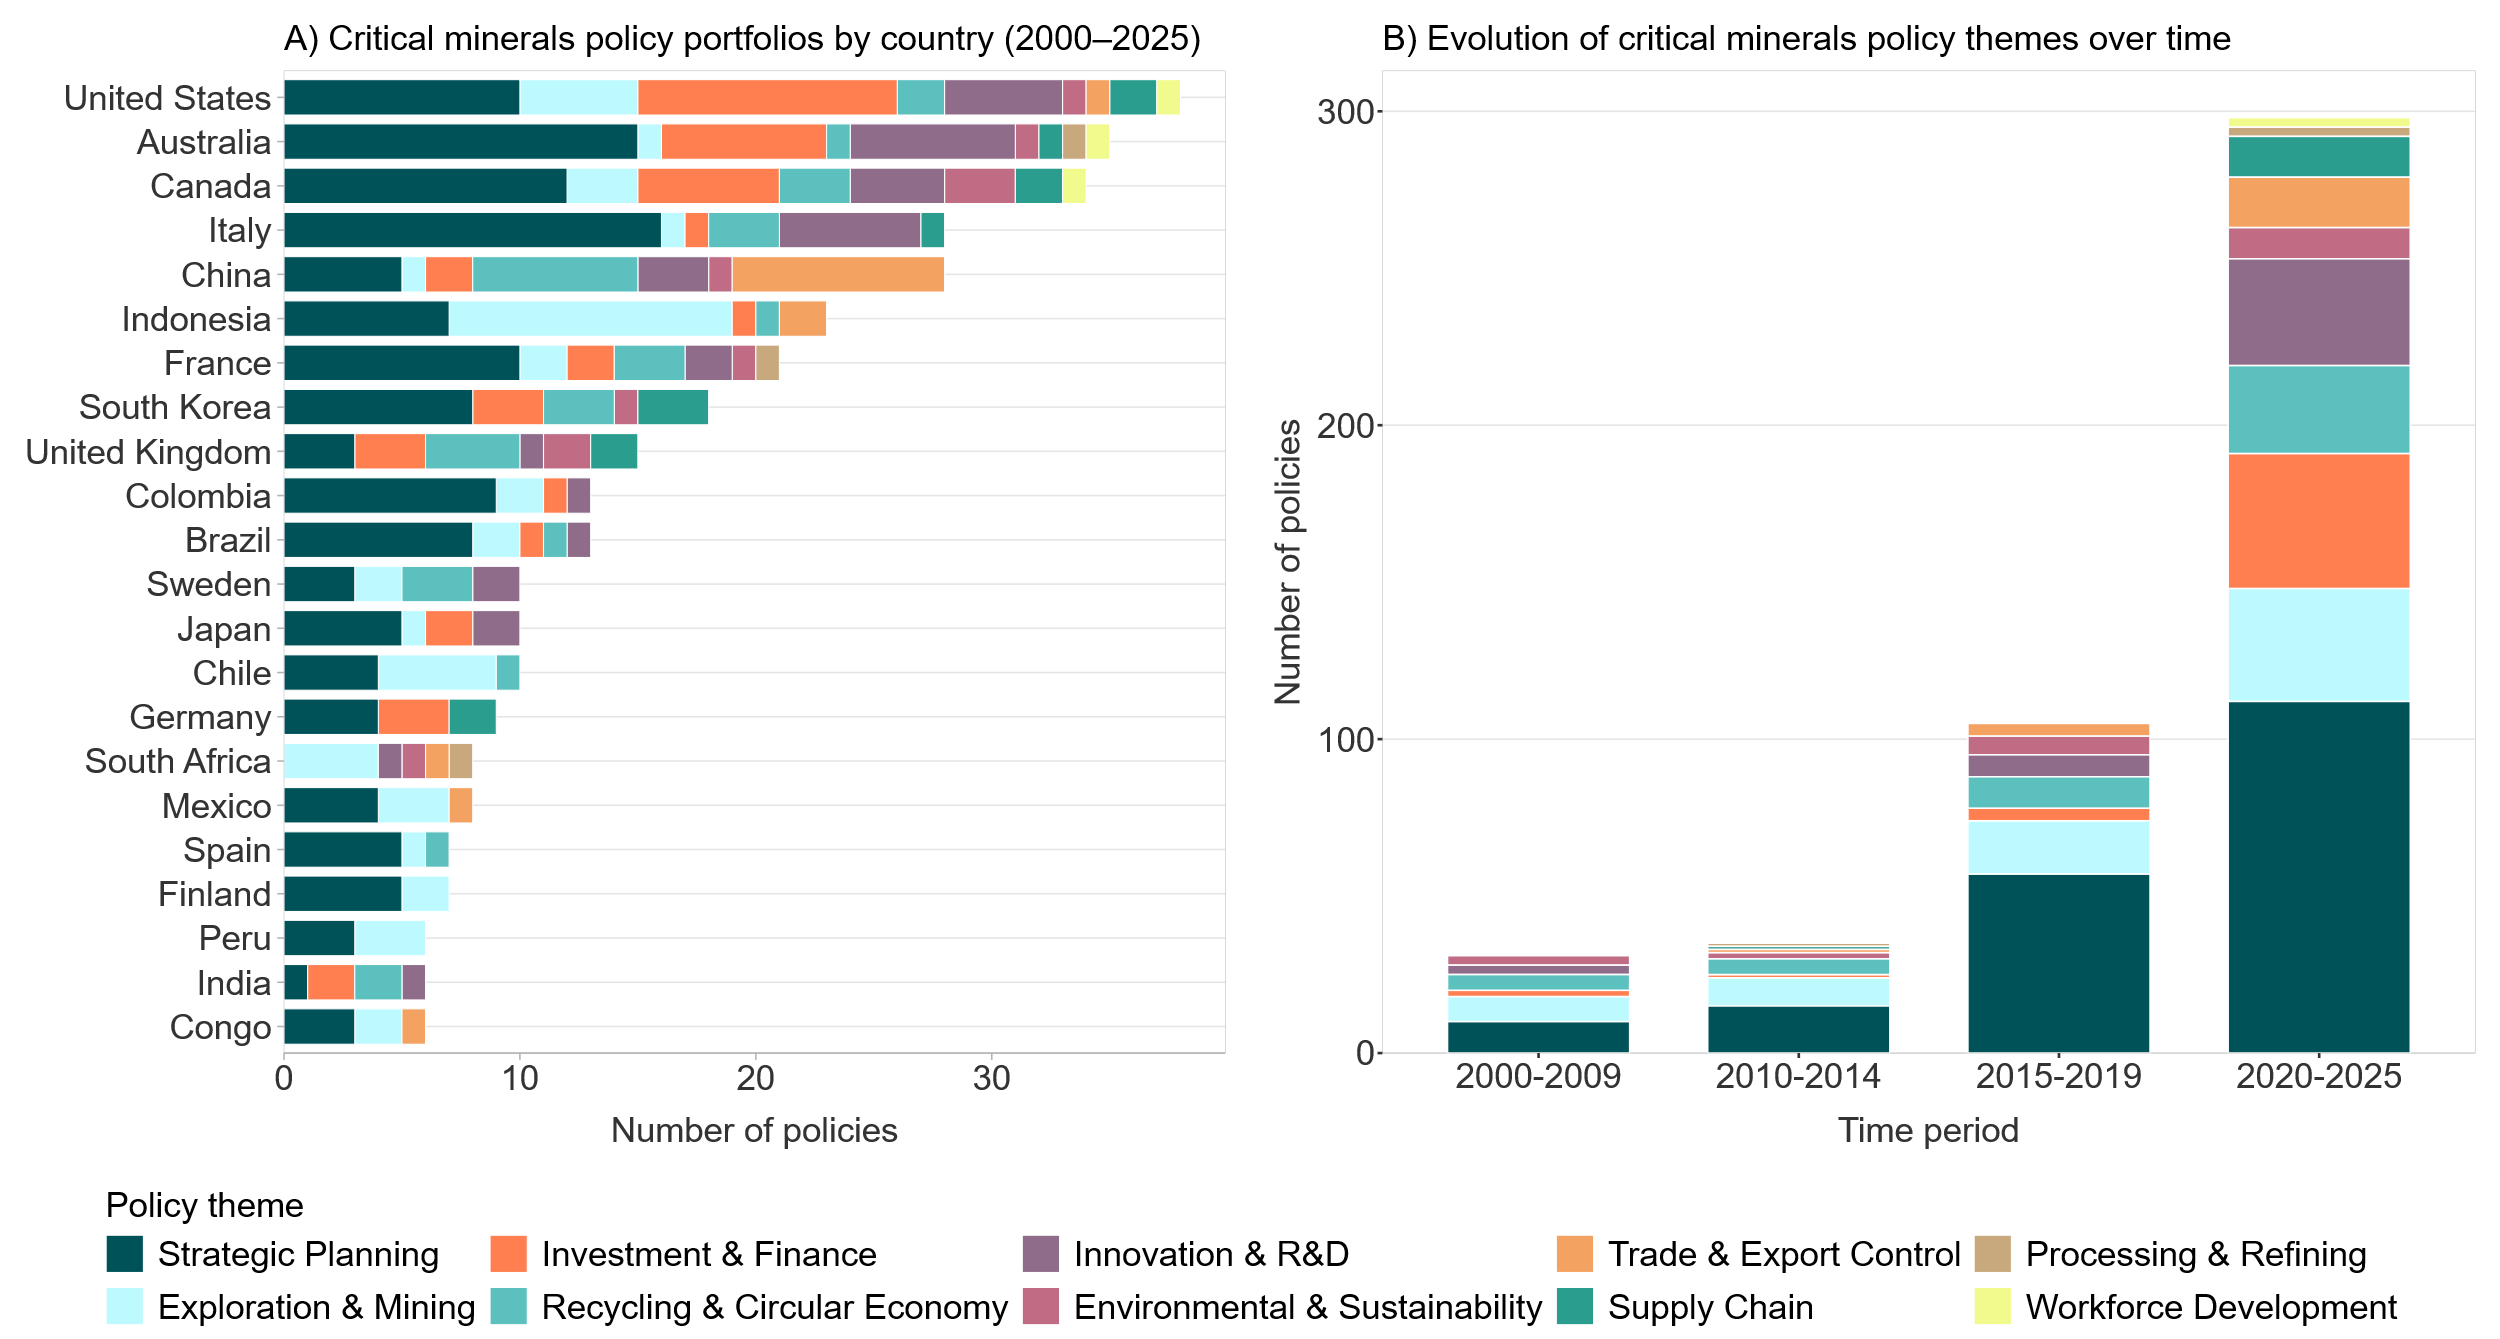 A) Critical minerals policy portfolios by country (2000–2025)
United States
Australia
Canada
Italy
China
Indonesia
France
South Korea
United Kingdom
Colombia
Brazil
Sweden
Japan
Chile
Germany
South Africa
Mexico
Spain
Finland
Peru
India
Congo
0 10 20 30
Number of policies
B) Evolution of critical minerals policy themes over time
Number of policies
300
200
100
0
2000-2009 2010-2014 2015-2019 2020-2025
Time period
Policy theme
Strategic Planning Investment & Finance Innovation & R&D Trade & Export Control Processing & Refining
Exploration & Mining Recycling & Circular Economy Environmental & Sustainability Supply Chain Workforce Development